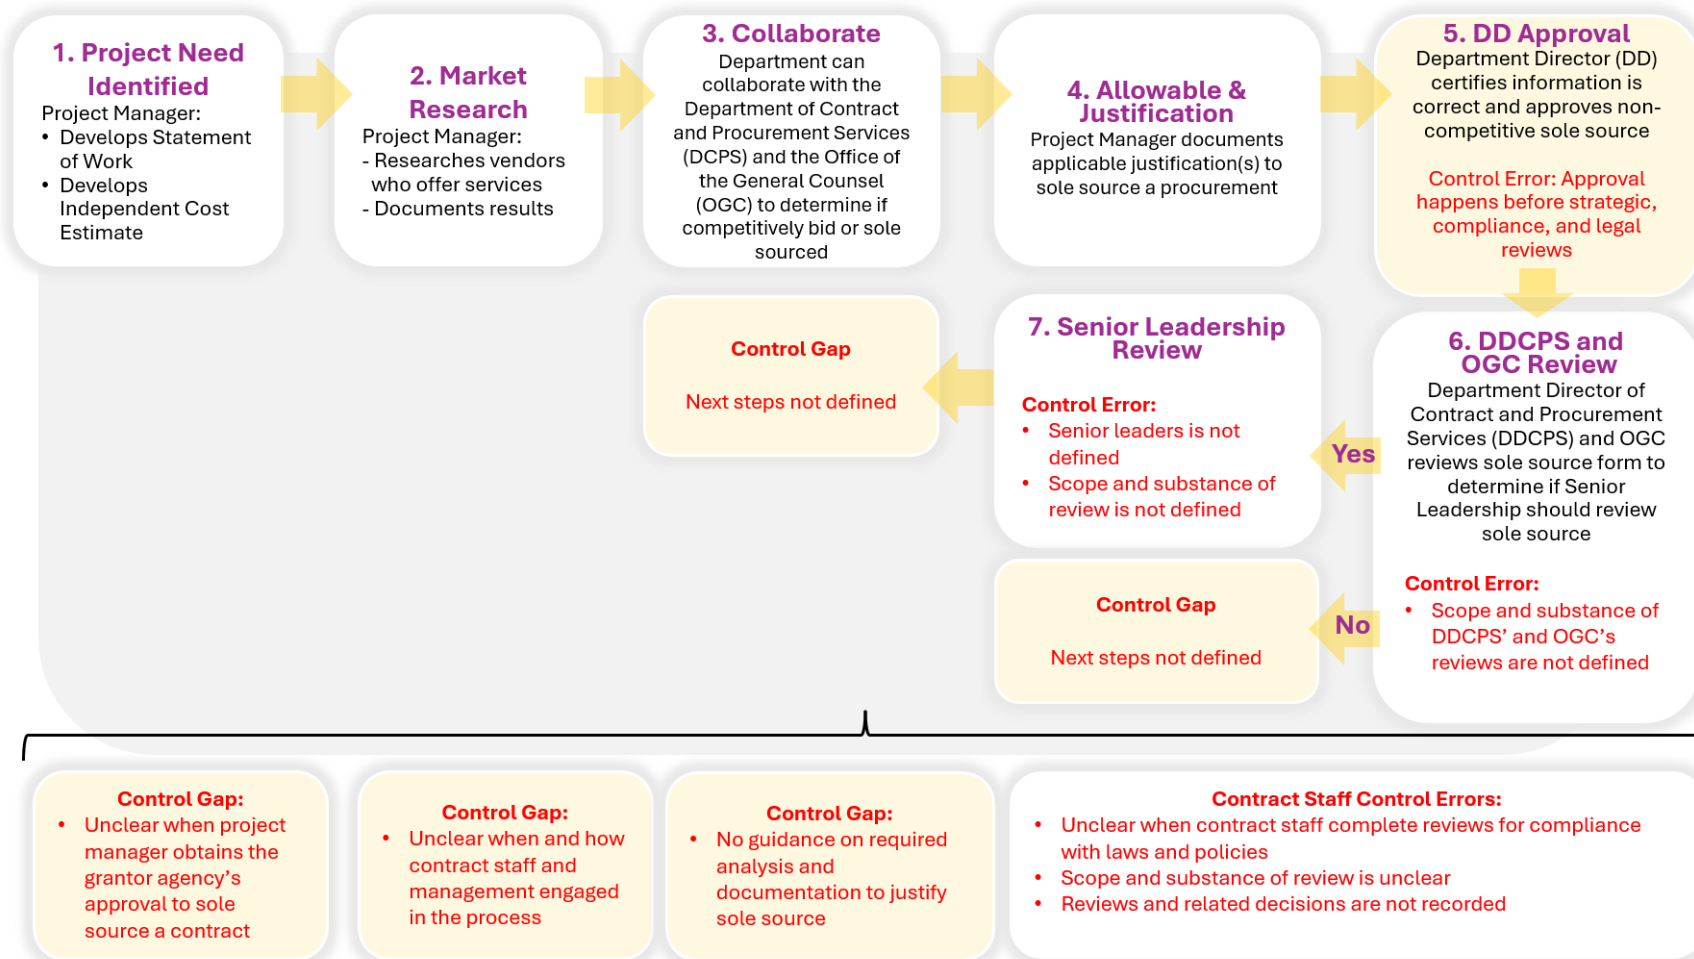 1. Project Need
Identified
Project Manager:
• Develops Statement
of Work
• Develops
Independent Cost
Estimate
2. Market
Research
Project Manager:
- Researches vendors
who offer services
- Documents results
3. Collaborate
Department can
collaborate with the
Department of Contract
and Procurement Services
(DCPS) and the Office of
the General Counsel
(OGC) to determine if
competitively bid or sole
sourced
4. Allowable &
Justification
Project Manager documents
applicable justification(s) to
sole source a procurement
5. DD Approval
Department Director (DD)
certifies information is
correct and approves non-
competitive sole source
Control Error: Approval
happens before strategic,
compliance, and legal
reviews
6. DDCPS and
OGC Review
Department Director of
Contract and Procurement
Services (DDCPS) and OGC
reviews sole source form to
determine if Senior
Leadership should review
sole source
Control Error:
• Scope and substance of
DDCPS’ and OGC’s
reviews are not defined
Yes
7. Senior Leadership
Review
Control Error:
• Senior leaders is not
defined
• Scope and substance of
review is not defined
Control Gap
Next steps not defined
No
Control Gap
Next steps not defined
Control Gap:
• Unclear when project
manager obtains the
grantor agency’s
approval to sole
source a contract
Control Gap:
• Unclear when and how
contract staff and
management engaged
in the process
Control Gap:
• No guidance on required
analysis and
documentation to justify
sole source
Contract Staff Control Errors:
• Unclear when contract staff complete reviews for compliance
with laws and policies
• Scope and substance of review is unclear
• Reviews and related decisions are not recorded